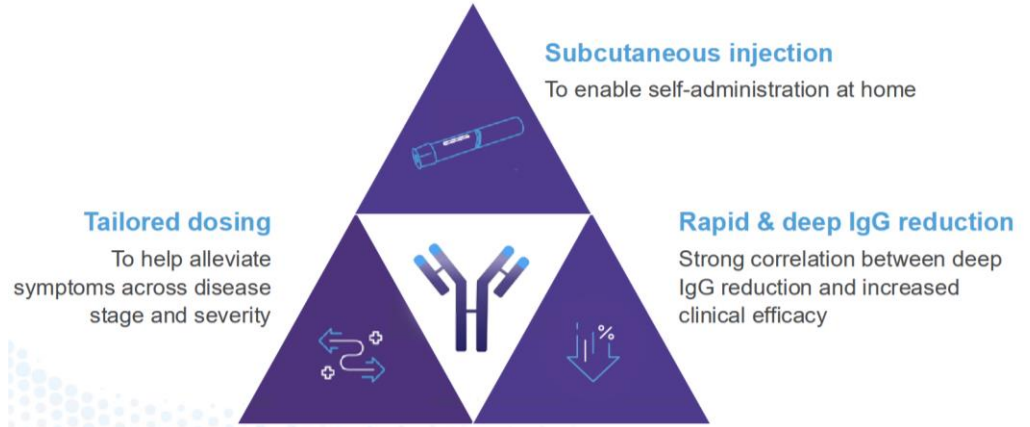 Subcutaneous injection
To enable self-administration at home
Tailored dosing
To help alleviate
symptoms across disease
stage and severity
Rapid & deep IgG reduction
Strong correlation between deep
IgG reduction and increased
clinical efficacy
%